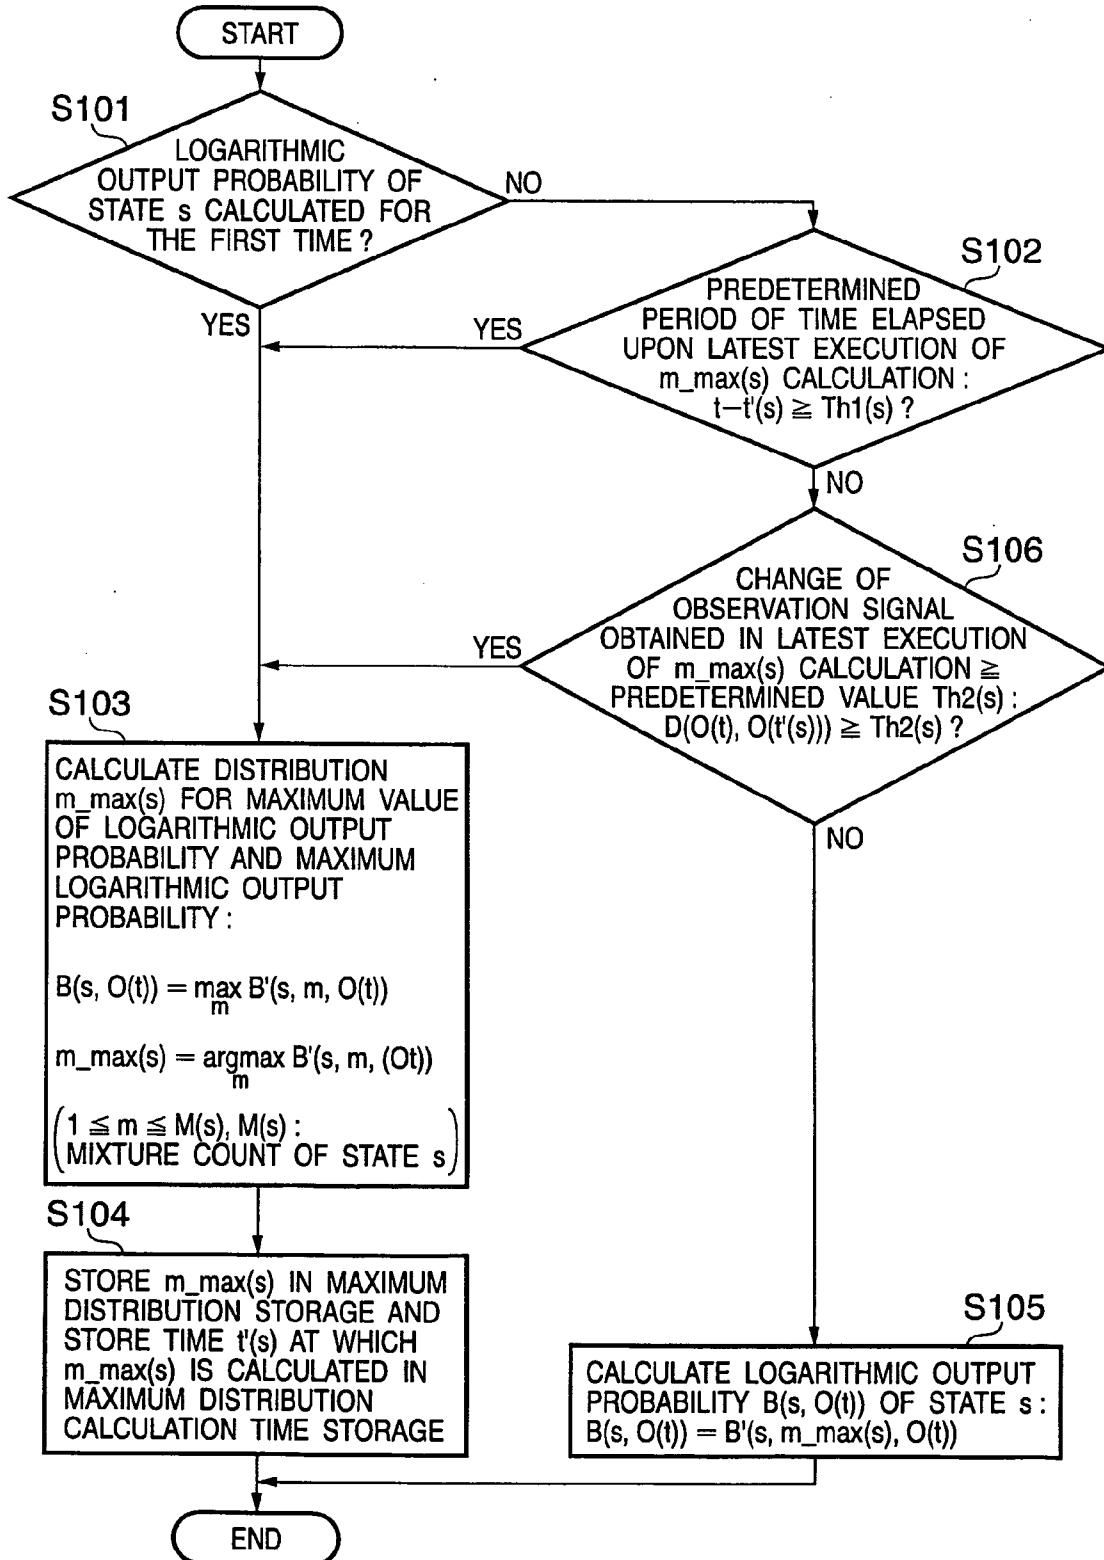 START
S101
LOGARITHMIC
OUTPUT PROBABILITY OF
STATE s CALCULATED FOR
THE FIRST TIME ?
NO
YES
S102
PREDETERMINED
PERIOD OF TIME ELAPSED
UPON LATEST EXECUTION OF
m_max(s) CALCULATION :
t−t'(s) ≧ Th1(s) ?
YES
NO
S106
CHANGE OF
OBSERVATION SIGNAL
OBTAINED IN LATEST EXECUTION
OF m_max(s) CALCULATION ≧
PREDETERMINED VALUE Th2(s) :
D(O(t), O(t'(s))) ≧ Th2(s) ?
YES
NO
S103
CALCULATE DISTRIBUTION
m_max(s) FOR MAXIMUM VALUE
OF LOGARITHMIC OUTPUT
PROBABILITY AND MAXIMUM
LOGARITHMIC OUTPUT
PROBABILITY :
B(s, O(t)) = max B'(s, m, O(t))
m
m_max(s) = argmax B'(s, m, (Ot))
m
(1 ≦ m ≦ M(s), M(s) :
MIXTURE COUNT OF STATE s)
S104
STORE m_max(s) IN MAXIMUM
DISTRIBUTION STORAGE AND
STORE TIME t'(s) AT WHICH
m_max(s) IS CALCULATED IN
MAXIMUM DISTRIBUTION
CALCULATION TIME STORAGE
S105
CALCULATE LOGARITHMIC OUTPUT
PROBABILITY B(s, O(t)) OF STATE s :
B(s, O(t)) = B'(s, m_max(s), O(t))
END